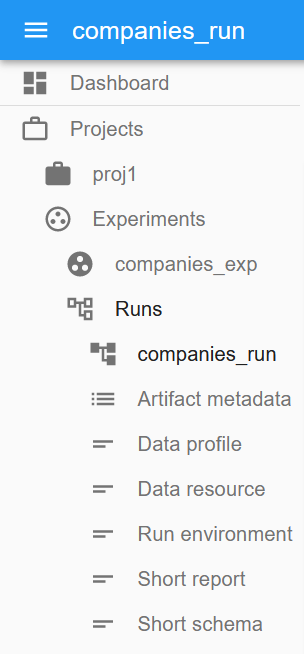 companies_run
Dashboard
Projects
proj1
Experiments
companies_exp
Runs
companies_run
Artifact metadata
Data profile
Data resource
Run environment
Short report
Short schema